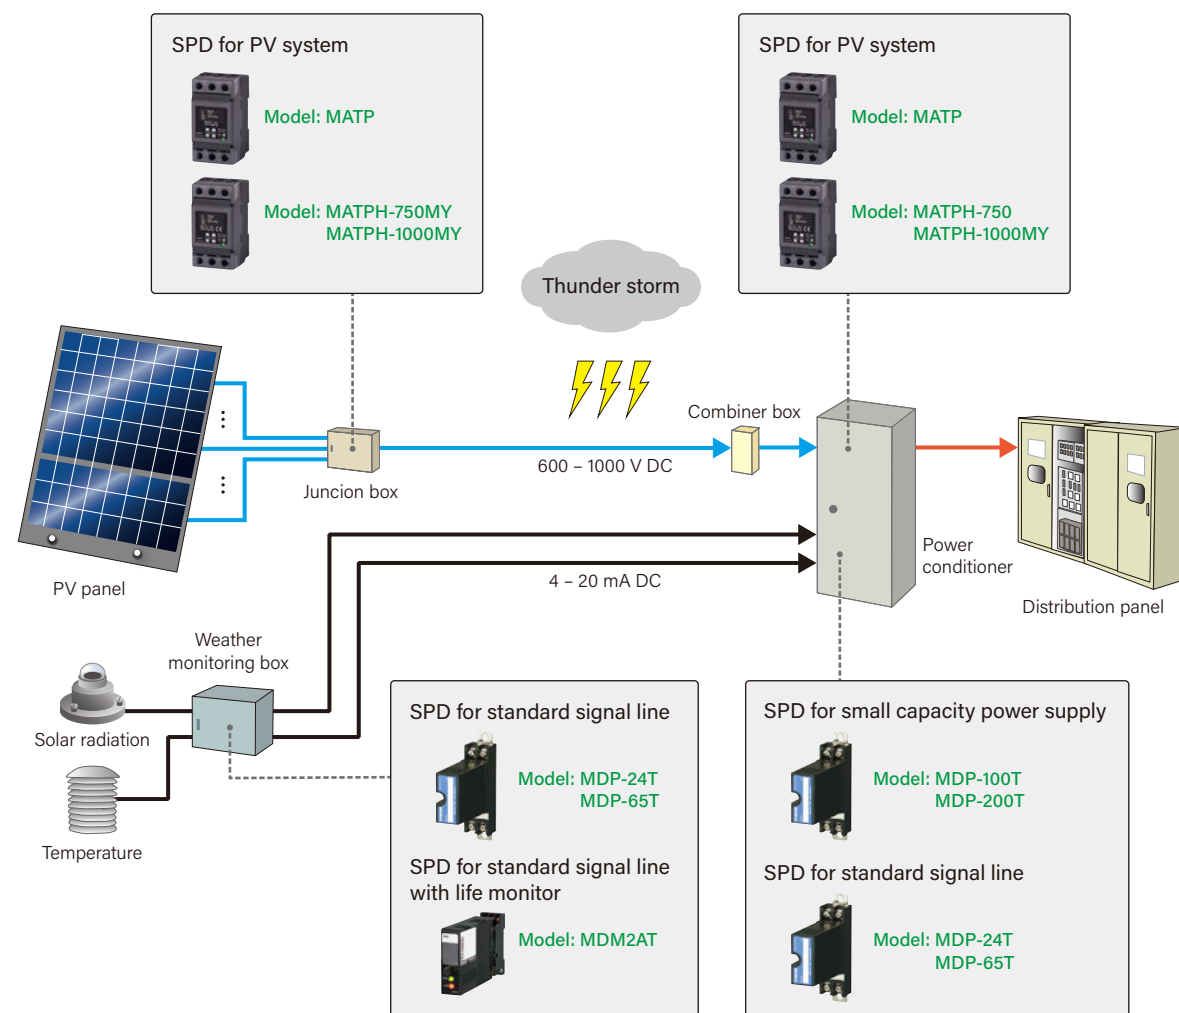 SPD for PV system
Model: MATP
Model: MATPH-750MY
MATPH-1000MY
SPD for PV system
Model: MATP
Model: MATPH-750
MATPH-1000MY
Thunder storm
Combiner box
600 – 1000 V DC
Juncion box
PV panel
4 – 20 mA DC
Power
conditioner
Distribution panel
Weather
monitoring box
Solar radiation
Temperature
SPD for standard signal line
Model: MDP-24T
MDP-65T
SPD for standard signal line
with life monitor
Model: MDM2AT
SPD for small capacity power supply
Model: MDP-100T
MDP-200T
SPD for standard signal line
Model: MDP-24T
MDP-65T